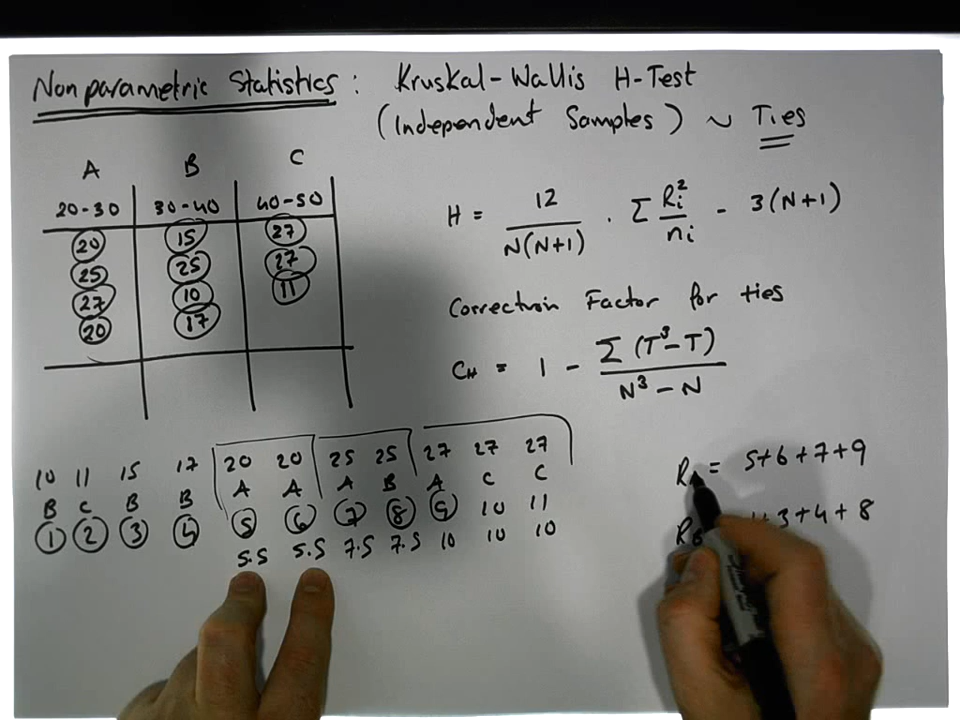 Nonparametric Statistics : Kruskal-Wallis H-Test
(Independent Samples) ~ Ties
A B C
20-30 30-40 40-50
20 15 27
25 25 27
27 10 11
20 17
H = 12 / N(N+1) . Σ Ri² / ni - 3(N+1)
Correction Factor for ties
CH = 1 - Σ (T³-T) / N³-N
10 11 15 17 20 20 25 25 27 27 27
B C B B A A A B A C C
1 2 3 4 5 6 7 8 9 10 11
5.5 5.5 7.5 7.5 10 10 10
R = 5+6+7+9
R +3+4+8